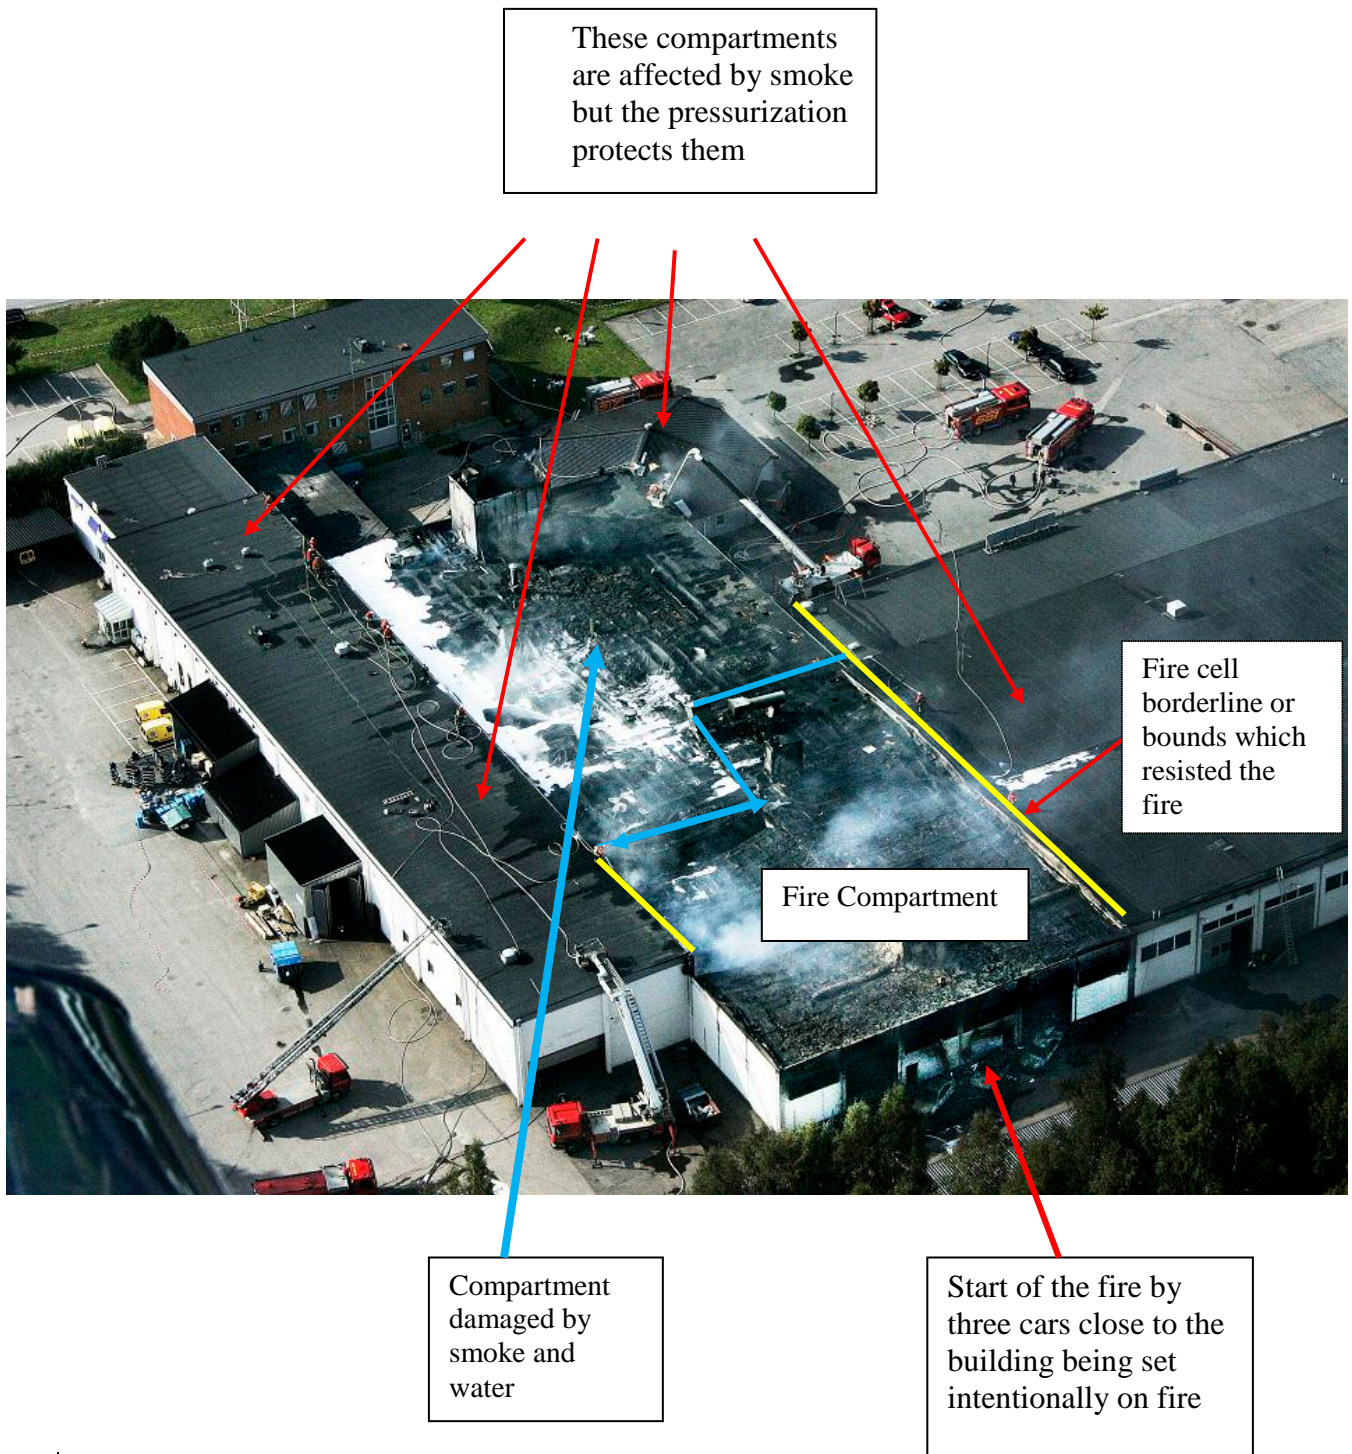 These compartments
are affected by smoke
but the pressurization
protects them
Fire cell
borderline or
bounds which
resisted the
fire
Fire Compartment
Compartment
damaged by
smoke and
water
Start of the fire by
three cars close to the
building being set
intentionally on fire